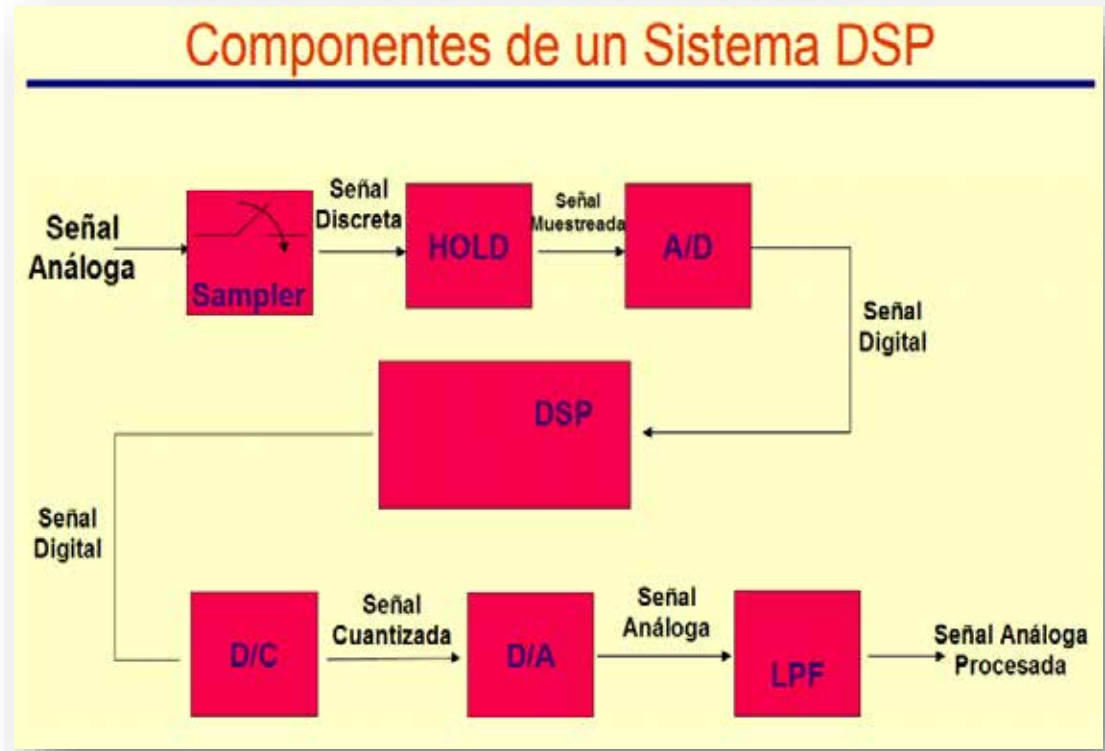 Componentes de un Sistema DSP
Señal
Análoga
Sampler
Señal
Discreta
HOLD
Señal
Muestreada
A/D
Señal
Digital
DSP
Señal
Digital
D/C
Señal
Cuantizada
D/A
Señal
Análoga
LPF
Señal Análoga
Procesada